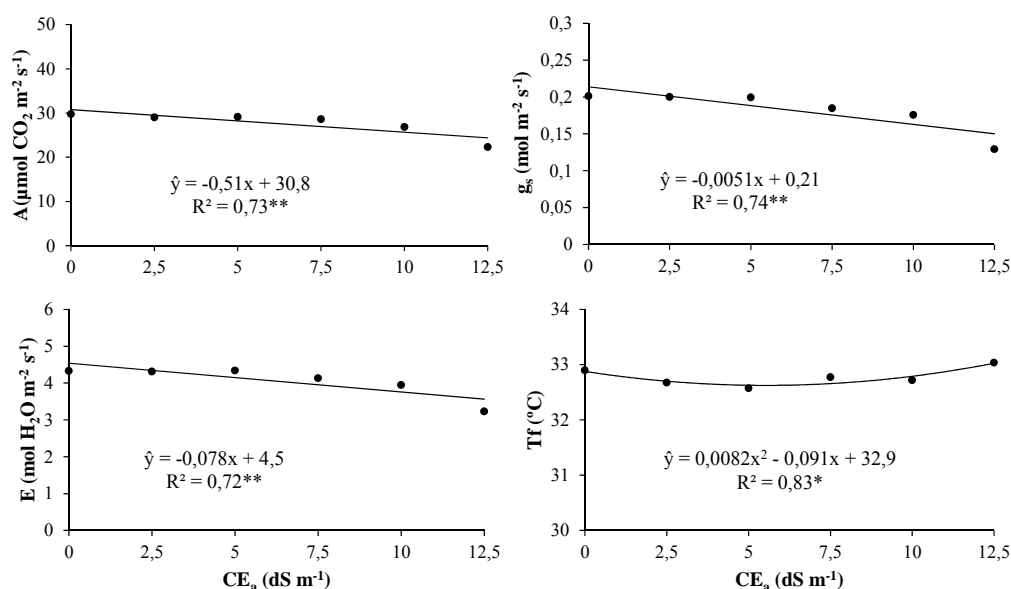 A(µmol CO₂ m⁻² s⁻¹)
50
40
30
20
10
0
0 2,5 5 7,5 10 12,5
ŷ = -0,51x + 30,8
R² = 0,73**
gₛ (mol m⁻² s⁻¹)
0,3
0,25
0,2
0,15
0,1
0,05
0
0 2,5 5 7,5 10 12,5
ŷ = -0,0051x + 0,21
R² = 0,74**
E (mol H₂O m⁻² s⁻¹)
6
5
4
3
2
1
0
0 2,5 5 7,5 10 12,5
ŷ = -0,078x + 4,5
R² = 0,72**
CEₐ (dS m⁻¹)
Tf (ºC)
34
33
32
31
30
0 2,5 5 7,5 10 12,5
ŷ = 0,0082x² - 0,091x + 32,9
R² = 0,83*
CEₐ (dS m⁻¹)